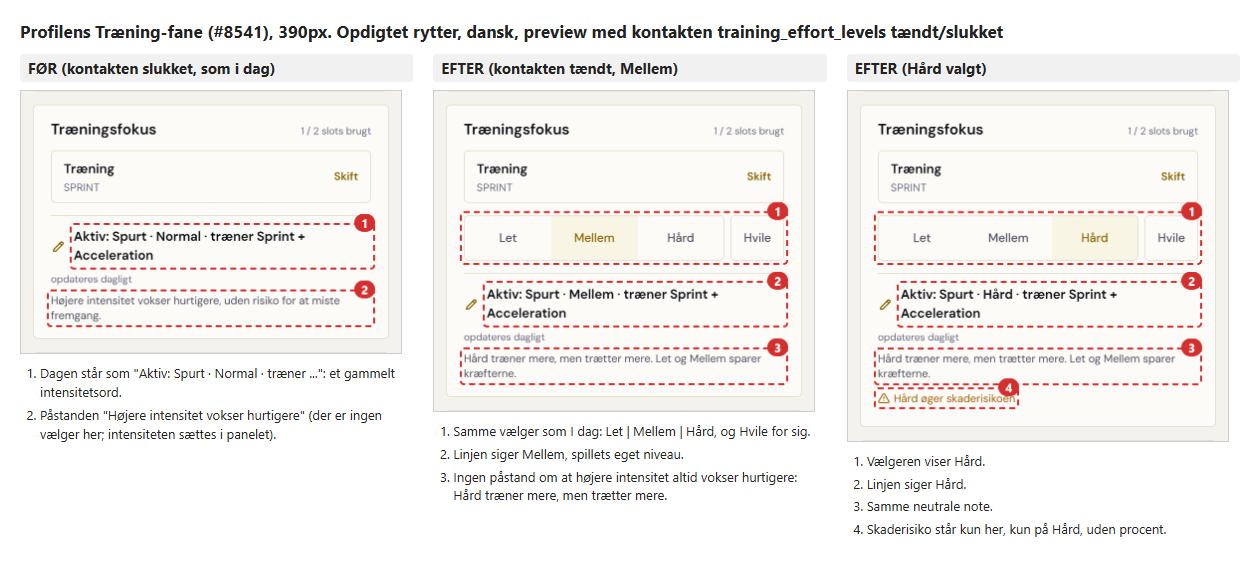 Profilens Træning-fane (#8541), 390px. Opdigtet rytter, dansk, preview med kontakten training_effort_levels tændt/slukket
FØR (kontakten slukket, som i dag)
Træningsfokus
1 / 2 slots brugt
Træning
SPRINT
Skift
1
Aktiv: Spurt · Normal · træner Sprint +
Acceleration
opdateres dagligt
2
Højere intensitet vokser hurtigere, uden risiko for at miste
fremgang.
1. Dagen står som "Aktiv: Spurt · Normal · træner ...": et gammelt
intensitetsord.
2. Påstanden "Højere intensitet vokser hurtigere" (der er ingen
vælger her; intensiteten sættes i panelet).
EFTER (kontakten tændt, Mellem)
Træningsfokus
1 / 2 slots brugt
Træning
SPRINT
Skift
1
Let
Mellem
Hård
Hvile
2
Aktiv: Spurt · Mellem · træner Sprint +
Acceleration
opdateres dagligt
3
Hård træner mere, men trætter mere. Let og Mellem sparer
kræfterne.
1. Samme vælger som I dag: Let | Mellem | Hård, og Hvile for sig.
2. Linjen siger Mellem, spillets eget niveau.
3. Ingen påstand om at højere intensitet altid vokser hurtigere:
Hård træner mere, men trætter mere.
EFTER (Hård valgt)
Træningsfokus
1 / 2 slots brugt
Træning
SPRINT
Skift
1
Let
Mellem
Hård
Hvile
2
Aktiv: Spurt · Hård · træner Sprint +
Acceleration
opdateres dagligt
3
Hård træner mere, men trætter mere. Let og Mellem sparer
kræfterne.
4
Hård øger skaderisikoen
1. Vælgeren viser Hård.
2. Linjen siger Hård.
3. Samme neutrale note.
4. Skaderisiko står kun her, kun på Hård, uden procent.